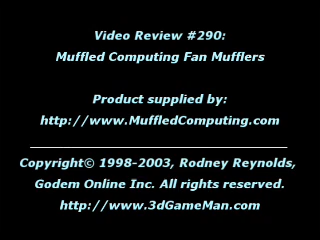 Video Review #290:
Muffled Computing Fan Mufflers
Product supplied by:
http://www.MuffledComputing.com
Copyright© 1998-2003, Rodney Reynolds,
Godem Online Inc. All rights reserved.
http://www.3dGameMan.com